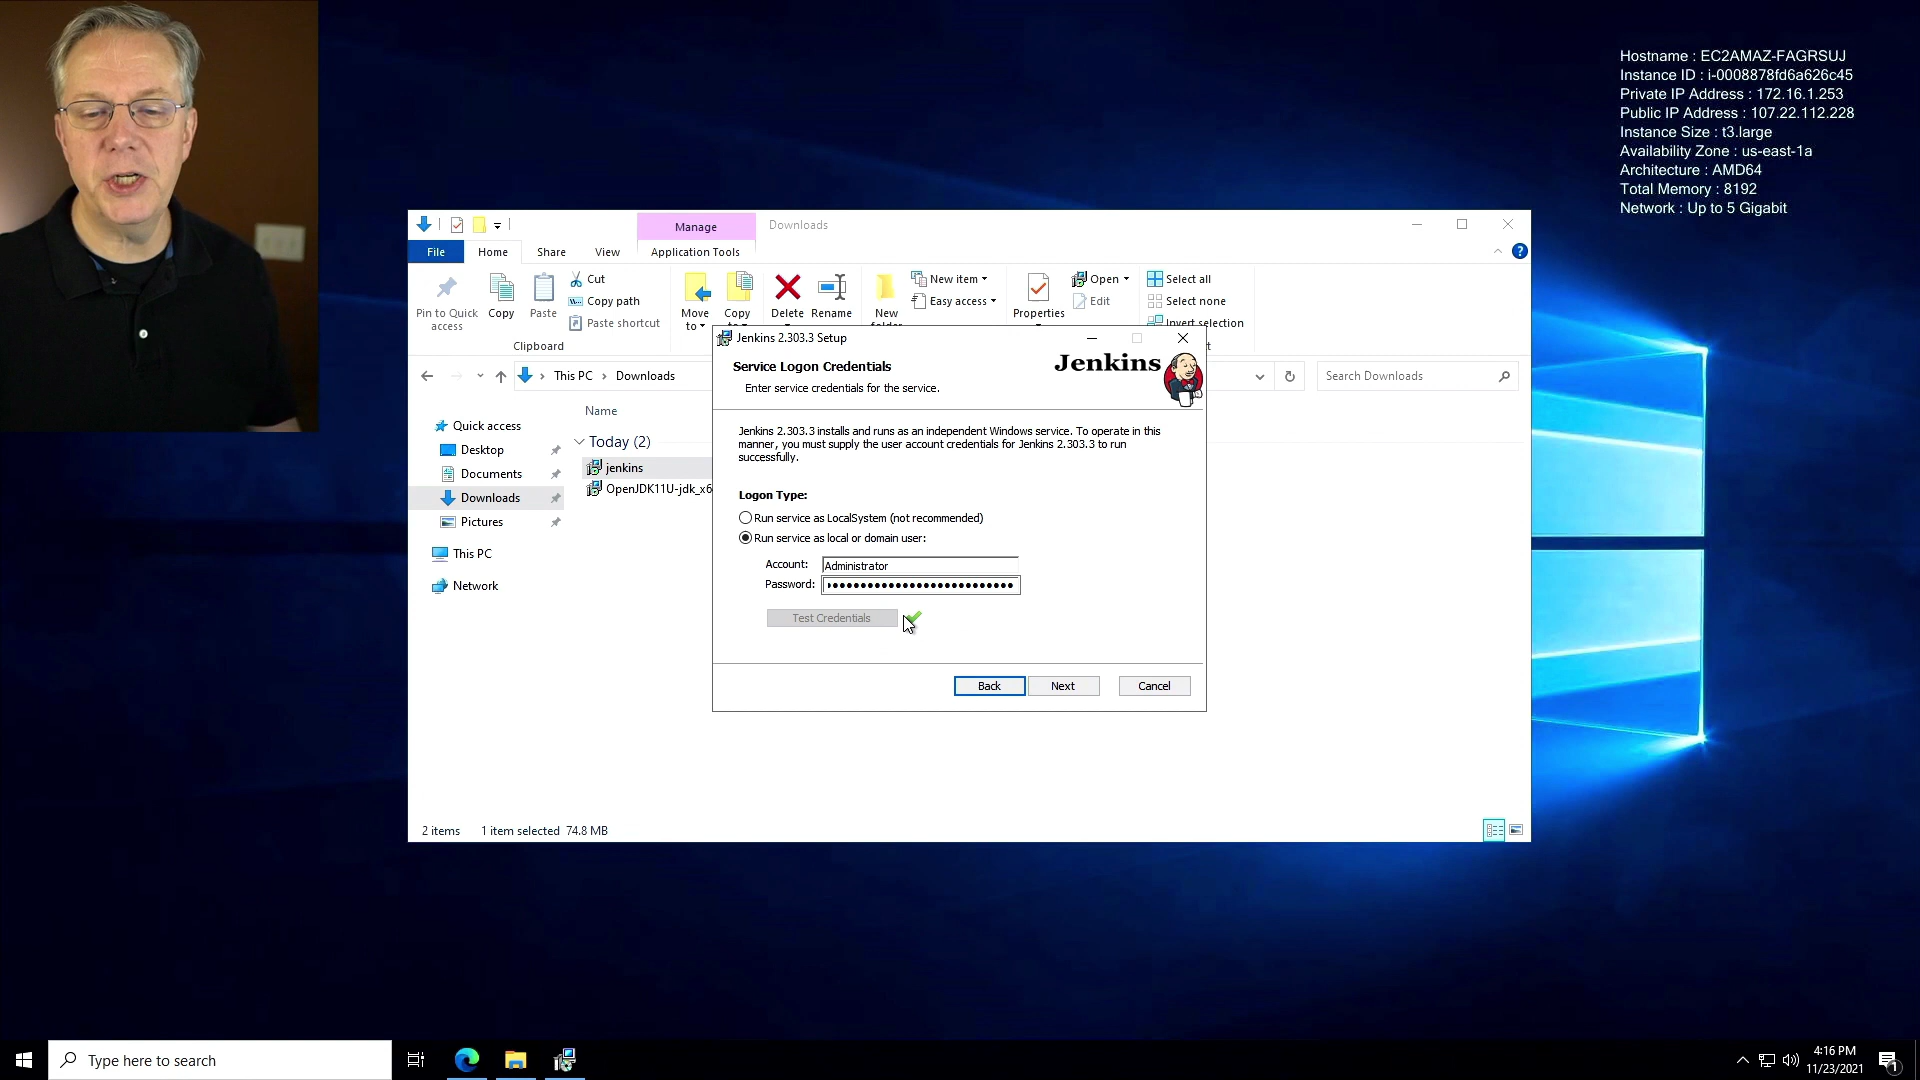 Hostname : EC2AMAZ-FAGRSUJ
Instance ID : i-0008878fd6a626c45
Private IP Address : 172.16.1.253
Public IP Address : 107.22.112.228
Instance Size : t3.large
Availability Zone : us-east-1a
Architecture : AMD64
Total Memory : 8192
Network : Up to 5 Gigabit
Manage
Downloads
File
Home
Share
View
Application Tools
Pin to Quick access
Copy
Paste
Cut
Copy path
Paste shortcut
Clipboard
Move to
Copy
Delete
Rename
New
New item
Easy access
Properties
Open
Edit
Select all
Select none
Invert selection
This PC > Downloads
Search Downloads
Quick access
Desktop
Documents
Downloads
Pictures
This PC
Network
Name
Today (2)
jenkins
OpenJDK11U-jdk_x6
2 items
1 item selected 74.8 MB
Jenkins 2.303.3 Setup
Service Logon Credentials
Enter service credentials for the service.
Jenkins
Jenkins 2.303.3 installs and runs as an independent Windows service. To operate in this
manner, you must supply the user account credentials for Jenkins 2.303.3 to run
successfully.
Logon Type:
Run service as LocalSystem (not recommended)
Run service as local or domain user:
Account: Administrator
Password:
Test Credentials
Back
Next
Cancel
Type here to search
4:16 PM
11/23/2021
1